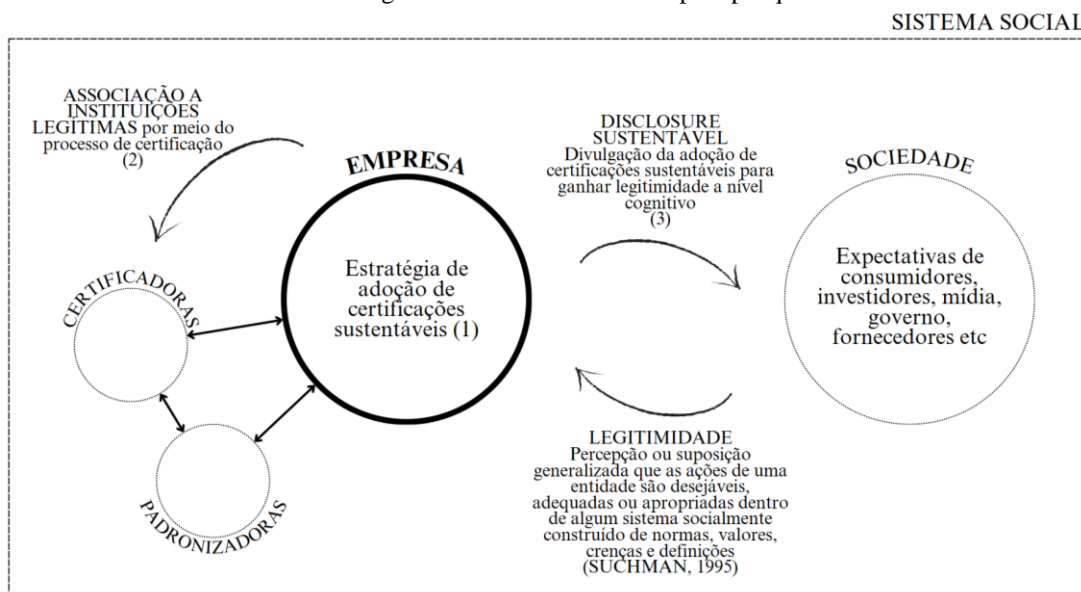 SISTEMA SOCIAL
ASSOCIAÇÃO A
INSTITUIÇÕES
LEGÍTIMAS por meio do
processo de certificação
(2)
EMPRESA
Estratégia de
adoção de
certificações
sustentáveis (1)
CERTIFICADORAS
PADRONIZADORAS
DISCLOSURE
SUSTENTÁVEL
Divulgação da adoção de
certificações sustentáveis para
ganhar legitimidade a nível
cognitivo
(3)
SOCIEDADE
Expectativas de
consumidores,
investidores, mídia,
governo,
fornecedores etc
LEGITIMIDADE
Percepção ou suposição
generalizada que as ações de uma
entidade são desejáveis,
adequadas ou apropriadas dentro
de algum sistema socialmente
construído de normas, valores,
crenças e definições
(SUCHMAN, 1995)